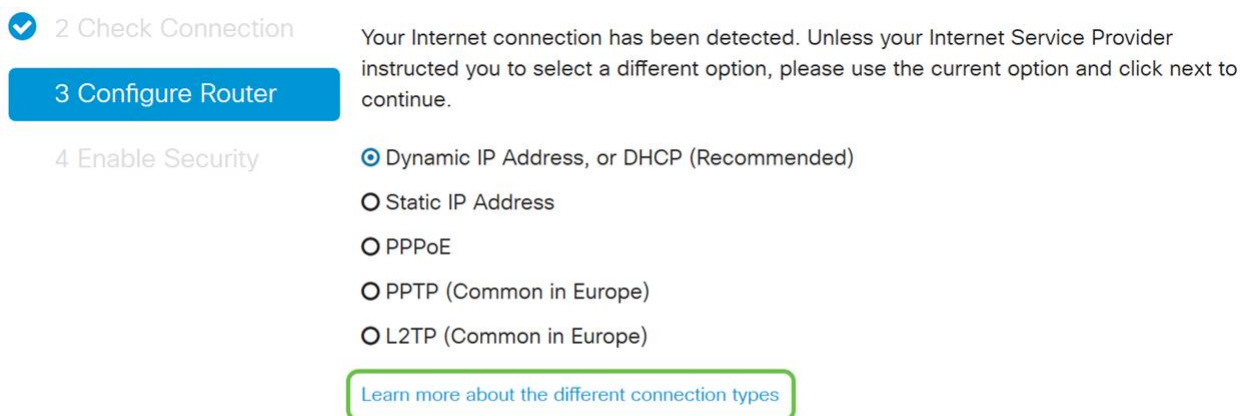 2 Check Connection
3 Configure Router
4 Enable Security
Your Internet connection has been detected. Unless your Internet Service Provider
instructed you to select a different option, please use the current option and click next to
continue.
Dynamic IP Address, or DHCP (Recommended)
Static IP Address
PPPoE
PPTP (Common in Europe)
L2TP (Common in Europe)
Learn more about the different connection types